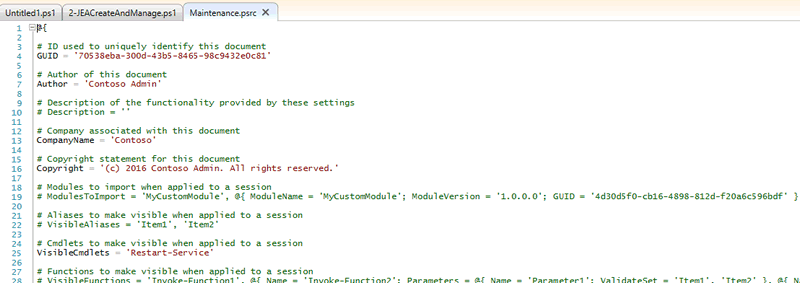 Untitled1.ps1 2-JEACreateAndManage.ps1 Maintenance.psrc
1 @{
2
3 # ID used to uniquely identify this document
4 GUID = '70538eba-300d-43b5-8465-98c9432e0c81'
5
6 # Author of this document
7 Author = 'Contoso Admin'
8
9 # Description of the functionality provided by these settings
10 # Description = ''
11
12 # Company associated with this document
13 CompanyName = 'Contoso'
14
15 # Copyright statement for this document
16 Copyright = '(c) 2016 Contoso Admin. All rights reserved.'
17
18 # Modules to import when applied to a session
19 # ModulesToImport = 'MyCustomModule', @{ ModuleName = 'MyCustomModule'; ModuleVersion = '1.0.0.0'; GUID = '4d30d5f0-cb16-4898-812d-f20a6c596bdf' }
20
21 # Aliases to make visible when applied to a session
22 # VisibleAliases = 'Item1', 'Item2'
23
24 # Cmdlets to make visible when applied to a session
25 VisibleCmdlets = 'Restart-Service'
26
27 # Functions to make visible when applied to a session
28 # VisibleFunctions = 'Invoke-Function1', @{ Name = 'Invoke-Function2'; Parameters = @{ Name = 'Parameter1'; ValidateSet = 'Item1', 'Item2' }, @{